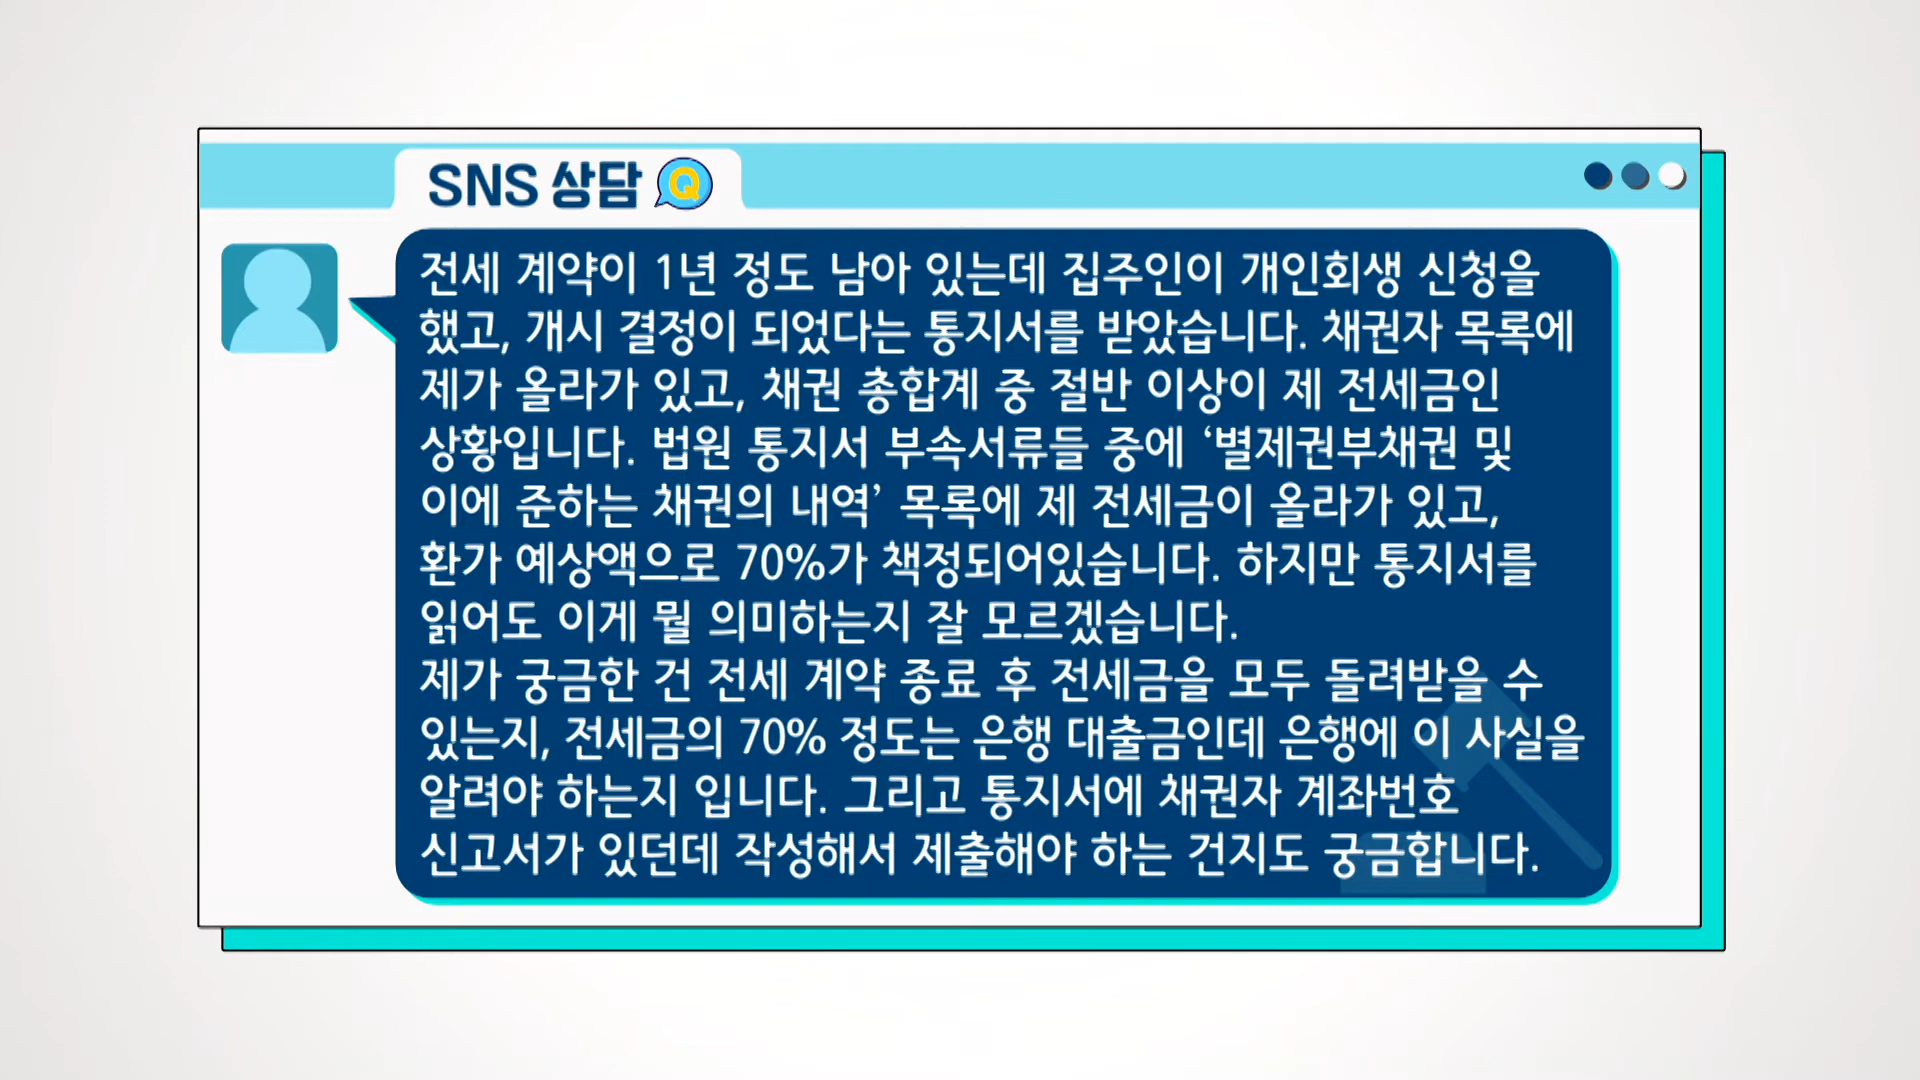 SNS 상담 Q
전세 계약이 1년 정도 남아 있는데 집주인이 개인회생 신청을
했고, 개시 결정이 되었다는 통지서를 받았습니다. 채권자 목록에
제가 올라가 있고, 채권 총합계 중 절반 이상이 제 전세금인
상황입니다. 법원 통지서 부속서류들 중에 ‘별제권부채권 및
이에 준하는 채권의 내역’ 목록에 제 전세금이 올라가 있고,
환가 예상액으로 70%가 책정되어있습니다. 하지만 통지서를
읽어도 이게 뭘 의미하는지 잘 모르겠습니다.
제가 궁금한 건 전세 계약 종료 후 전세금을 모두 돌려받을 수
있는지, 전세금의 70% 정도는 은행 대출금인데 은행에 이 사실을
알려야 하는지 입니다. 그리고 통지서에 채권자 계좌번호
신고서가 있던데 작성해서 제출해야 하는 건지도 궁금합니다.